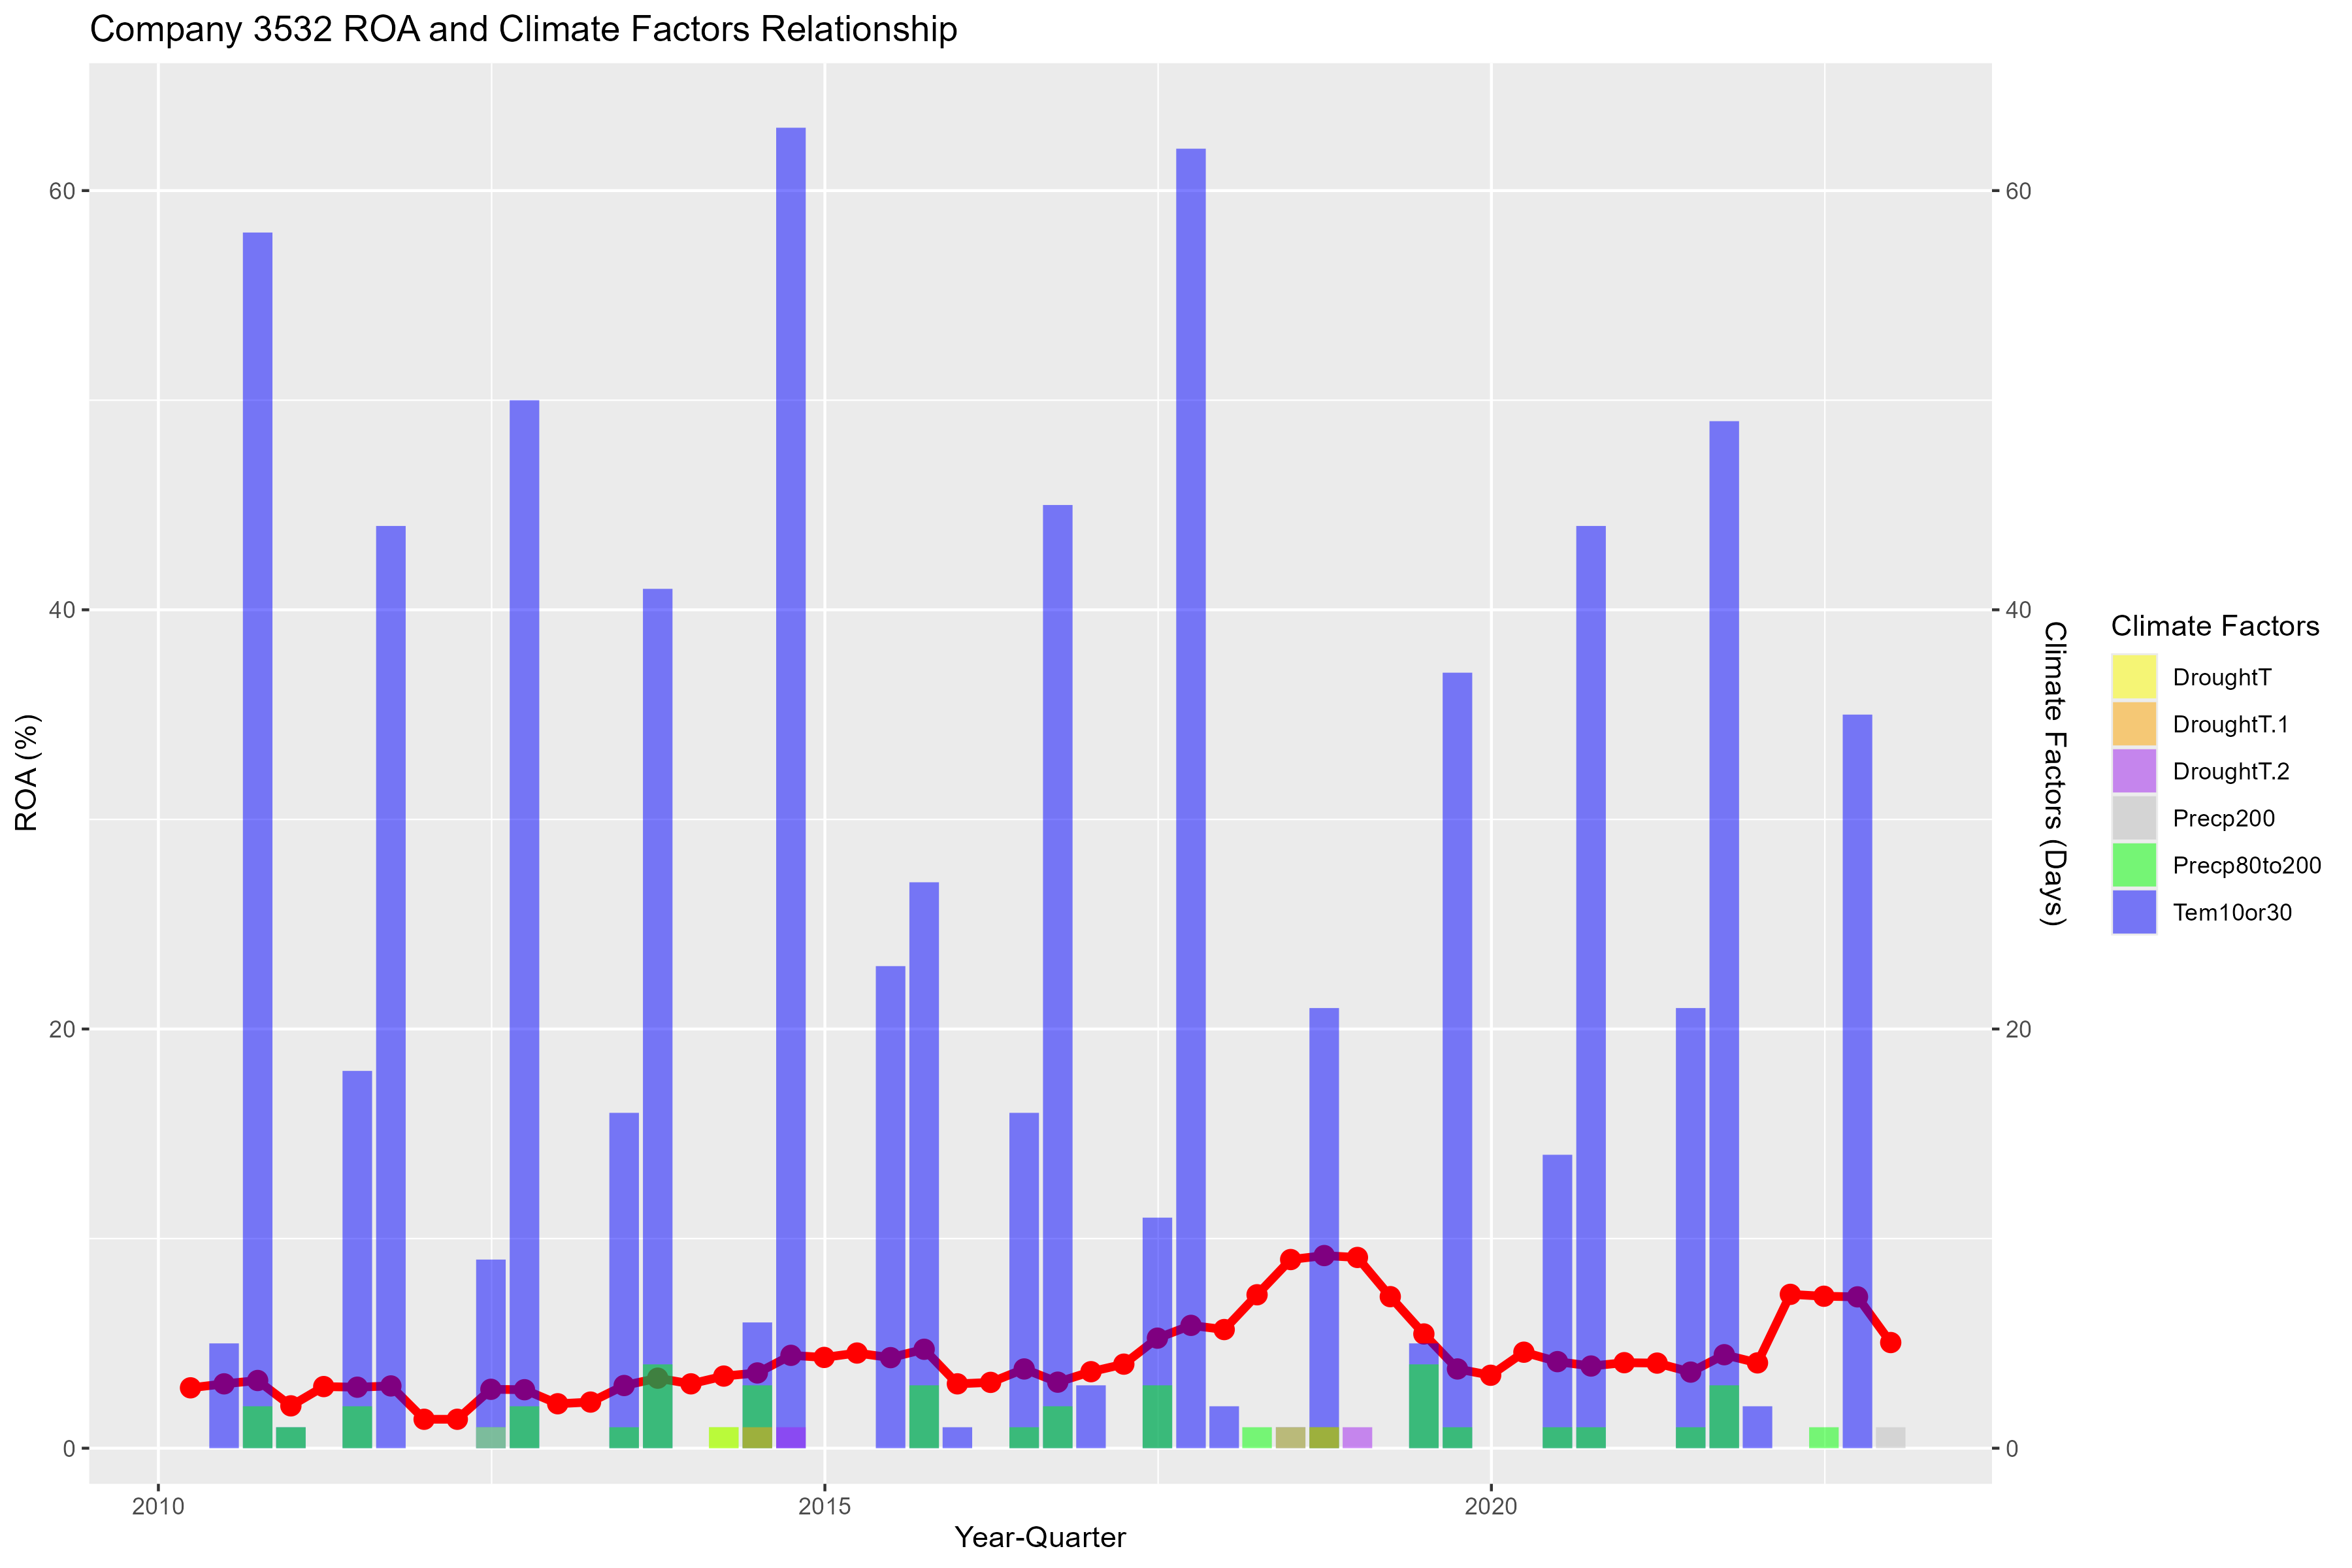 Company 3532 ROA and Climate Factors Relationship
60
40
20
0
ROA (%)
2010
2015
2020
Year-Quarter
60
40
20
0
Climate Factors (Days)
Climate Factors
DroughtT
DroughtT.1
DroughtT.2
Precp200
Precp80to200
Tem10or30